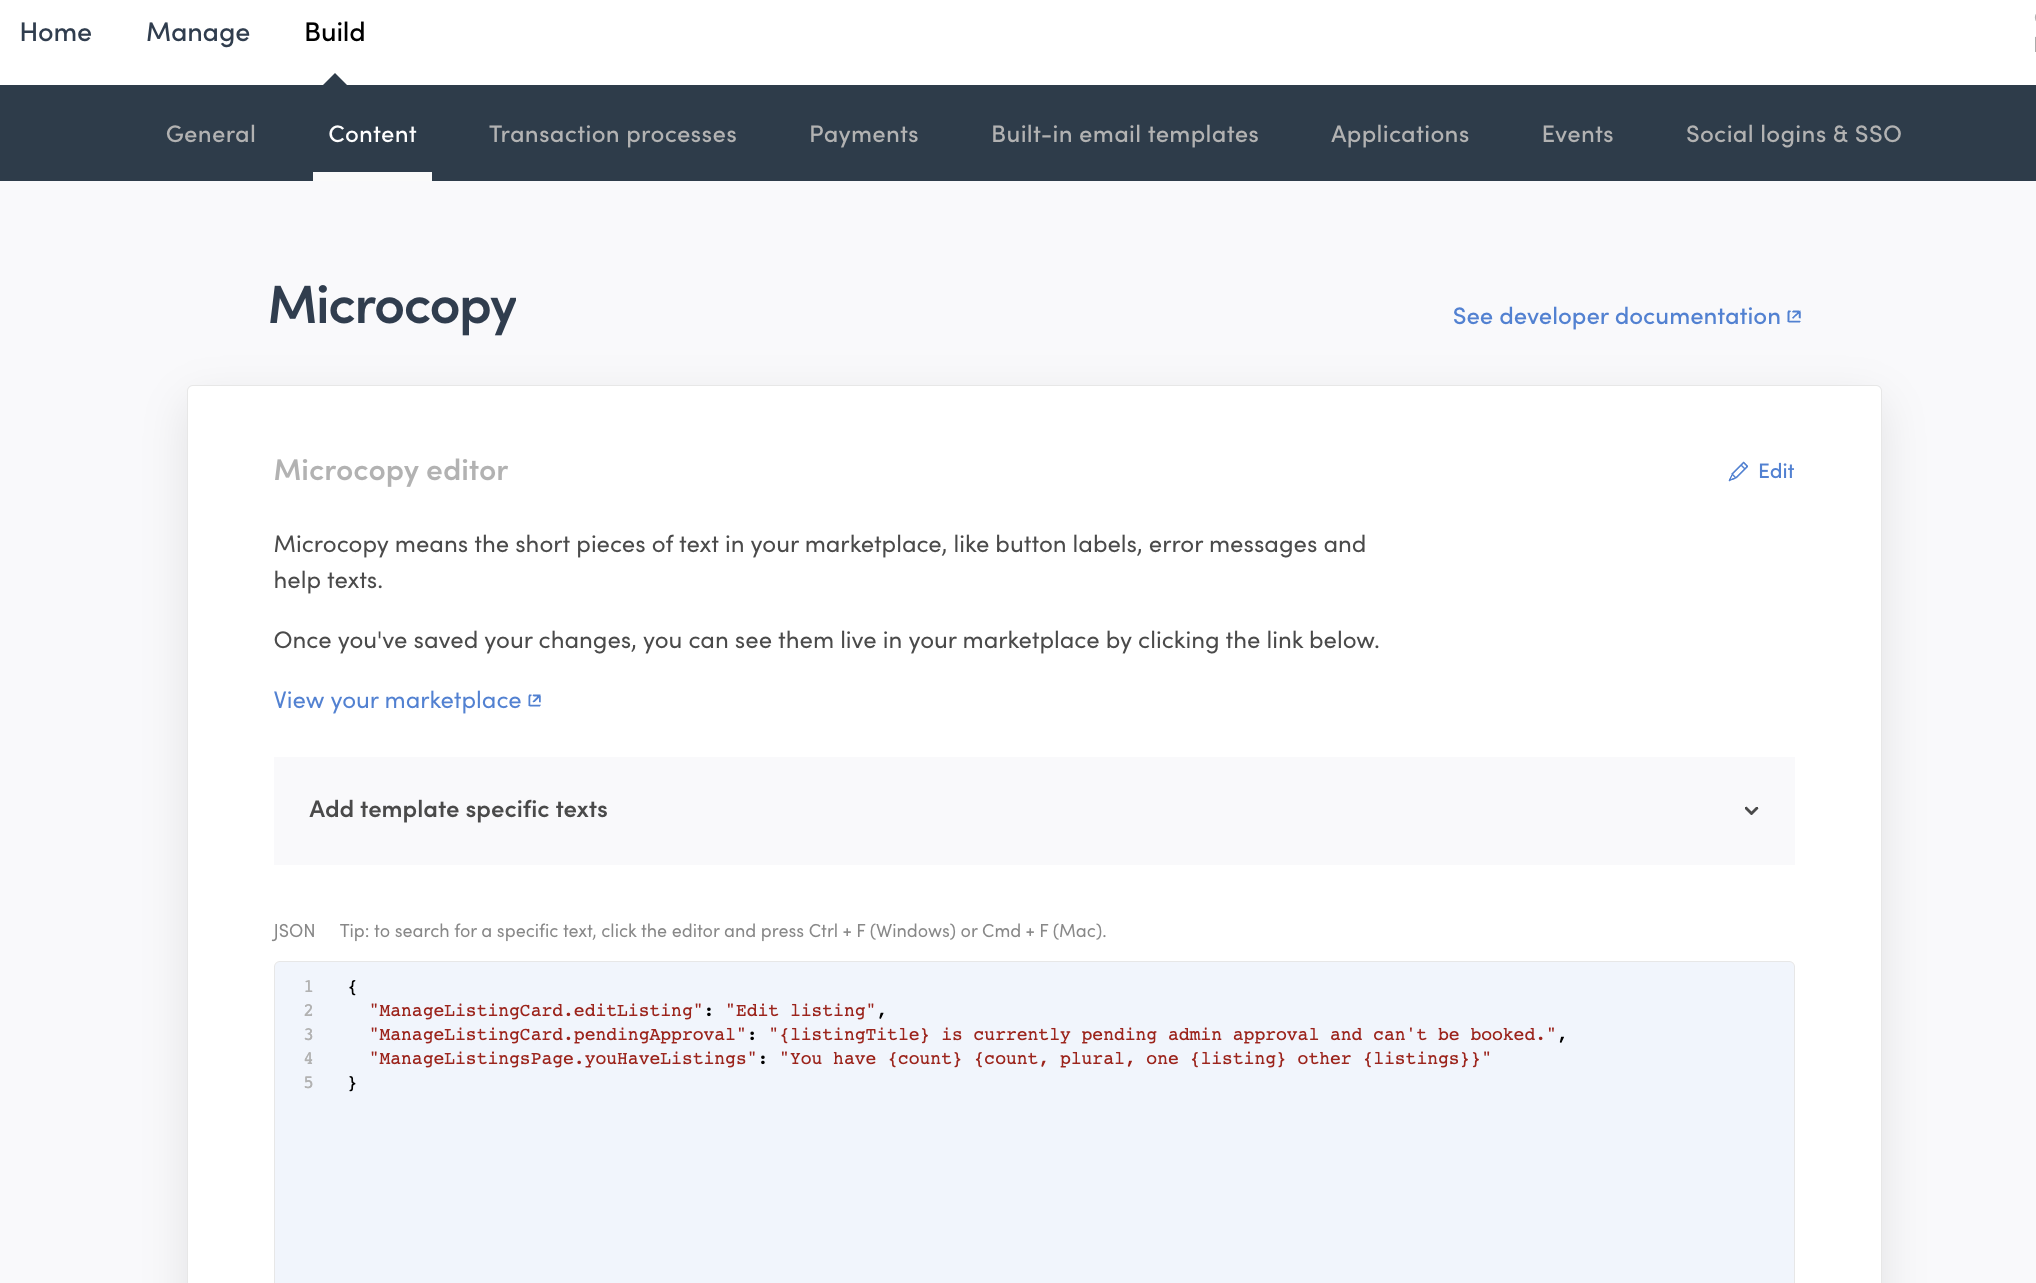 Home Manage Build
General Content Transaction processes Payments Built-in email templates Applications Events Social logins & SSO
Microcopy
See developer documentation
Microcopy editor
Edit
Microcopy means the short pieces of text in your marketplace, like button labels, error messages and
help texts.
Once you've saved your changes, you can see them live in your marketplace by clicking the link below.
View your marketplace
Add template specific texts
JSON Tip: to search for a specific text, click the editor and press Ctrl + F (Windows) or Cmd + F (Mac).
1 {
2 "ManageListingCard.editListing": "Edit listing",
3 "ManageListingCard.pendingApproval": "{listingTitle} is currently pending admin approval and can't be booked.",
4 "ManageListingsPage.youHaveListings": "You have {count} {count, plural, one {listing} other {listings}}"
5 }